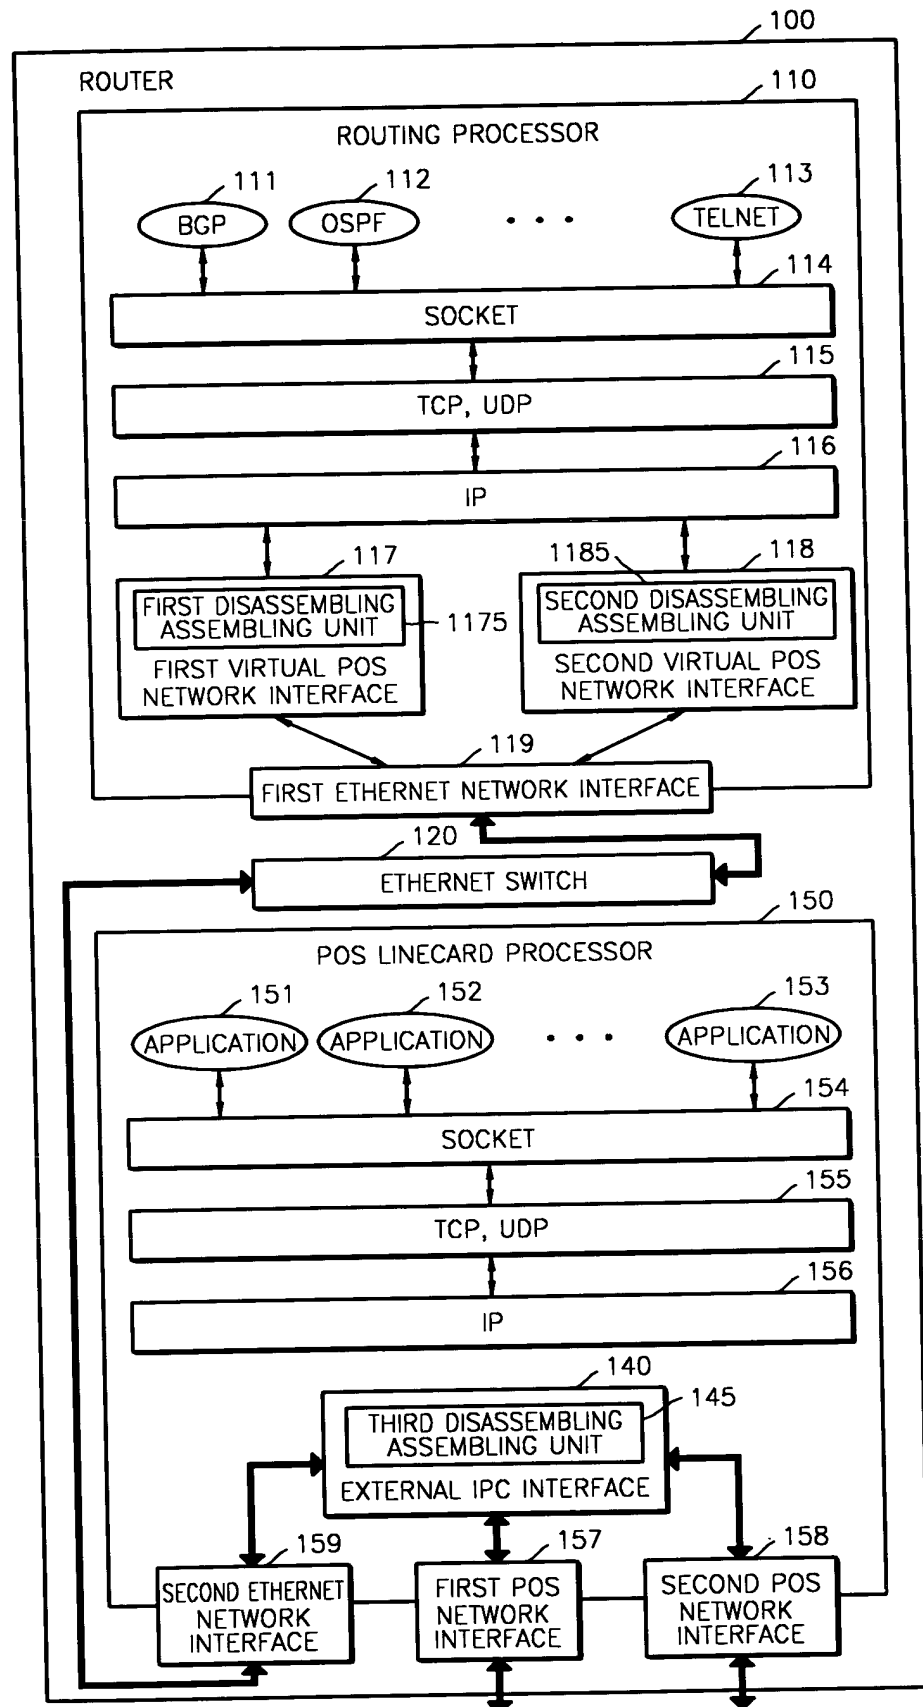 100
ROUTER
110
ROUTING PROCESSOR
111
112
113
BGP
OSPF
. . .
TELNET
114
SOCKET
115
TCP, UDP
116
IP
117
1185
118
FIRST DISASSEMBLING
ASSEMBLING UNIT
1175
FIRST VIRTUAL POS
NETWORK INTERFACE
SECOND DISASSEMBLING
ASSEMBLING UNIT
SECOND VIRTUAL POS
NETWORK INTERFACE
119
FIRST ETHERNET NETWORK INTERFACE
120
ETHERNET SWITCH
150
POS LINECARD PROCESSOR
151
152
153
APPLICATION
APPLICATION
. . .
APPLICATION
154
SOCKET
155
TCP, UDP
156
IP
140
THIRD DISASSEMBLING
ASSEMBLING UNIT
145
EXTERNAL IPC INTERFACE
159
157
158
SECOND ETHERNET
NETWORK
INTERFACE
FIRST POS
NETWORK
INTERFACE
SECOND POS
NETWORK
INTERFACE